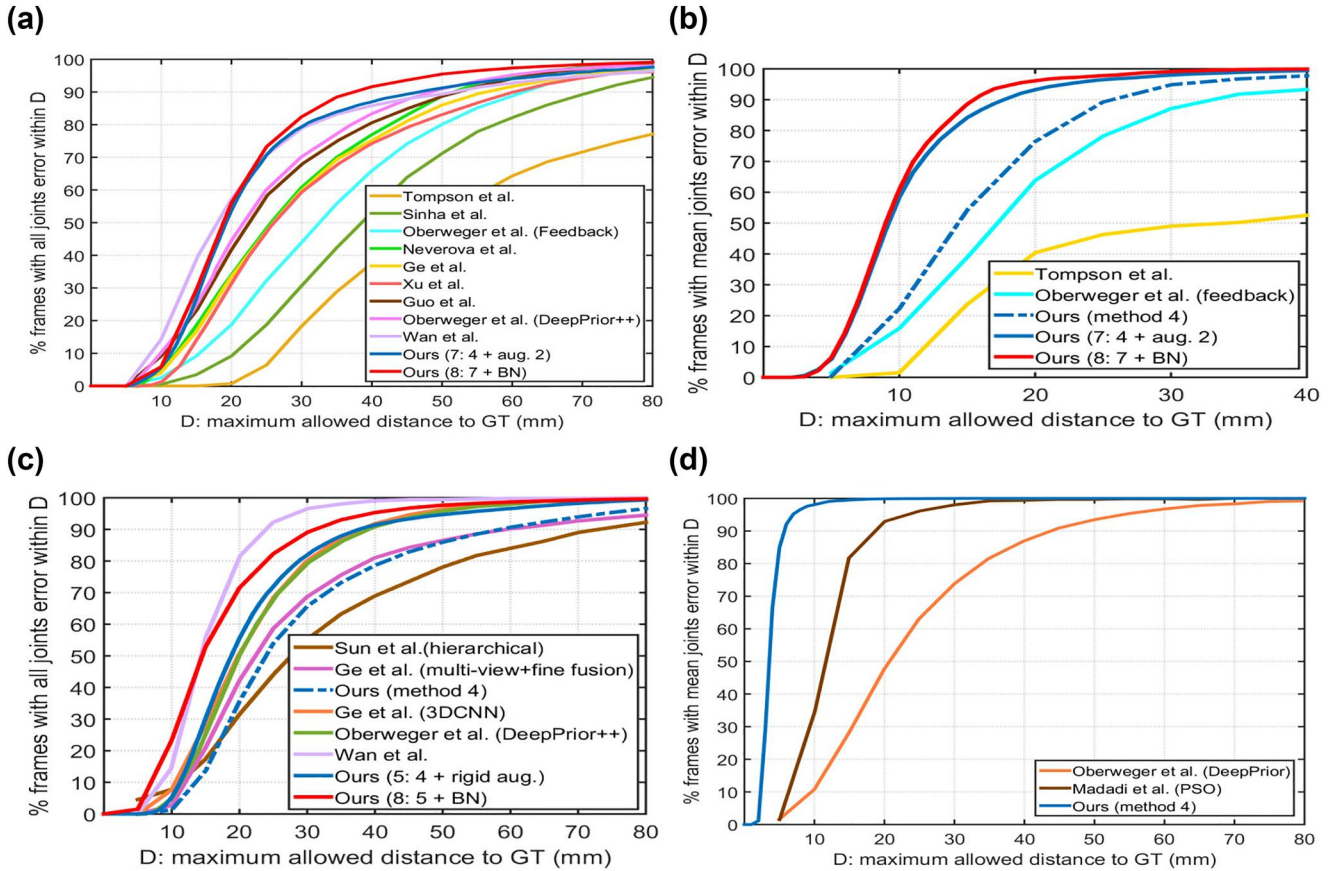 (a)
% frames with all joints error within D
100
90
80
70
60
50
40
30
20
10
0
10 20 30 40 50 60 70 80
D: maximum allowed distance to GT (mm)
Tompson et al.
Sinha et al.
Oberweger et al. (Feedback)
Neverova et al.
Ge et al.
Xu et al.
Guo et al.
Oberweger et al. (DeepPrior++)
Wan et al.
Ours (7: 4 + aug. 2)
Ours (8: 7 + BN)
(b)
% frames with mean joints error within D
100
90
80
70
60
50
40
30
20
10
0
10 20 30 40
D: maximum allowed distance to GT (mm)
Tompson et al.
Oberweger et al. (feedback)
Ours (method 4)
Ours (7: 4 + aug. 2)
Ours (8: 7 + BN)
(c)
% frames with all joints error within D
100
90
80
70
60
50
40
30
20
10
0
10 20 30 40 50 60 70 80
D: maximum allowed distance to GT (mm)
Sun et al.(hierarchical)
Ge et al. (multi-view+fine fusion)
Ours (method 4)
Ge et al. (3DCNN)
Oberweger et al. (DeepPrior++)
Wan et al.
Ours (5: 4 + rigid aug.)
Ours (8: 5 + BN)
(d)
% frames with mean joints error within D
100
90
80
70
60
50
40
30
20
10
0
10 20 30 40 50 60 70 80
D: maximum allowed distance to GT (mm)
Oberweger et al. (DeepPrior)
Madadi et al. (PSO)
Ours (method 4)